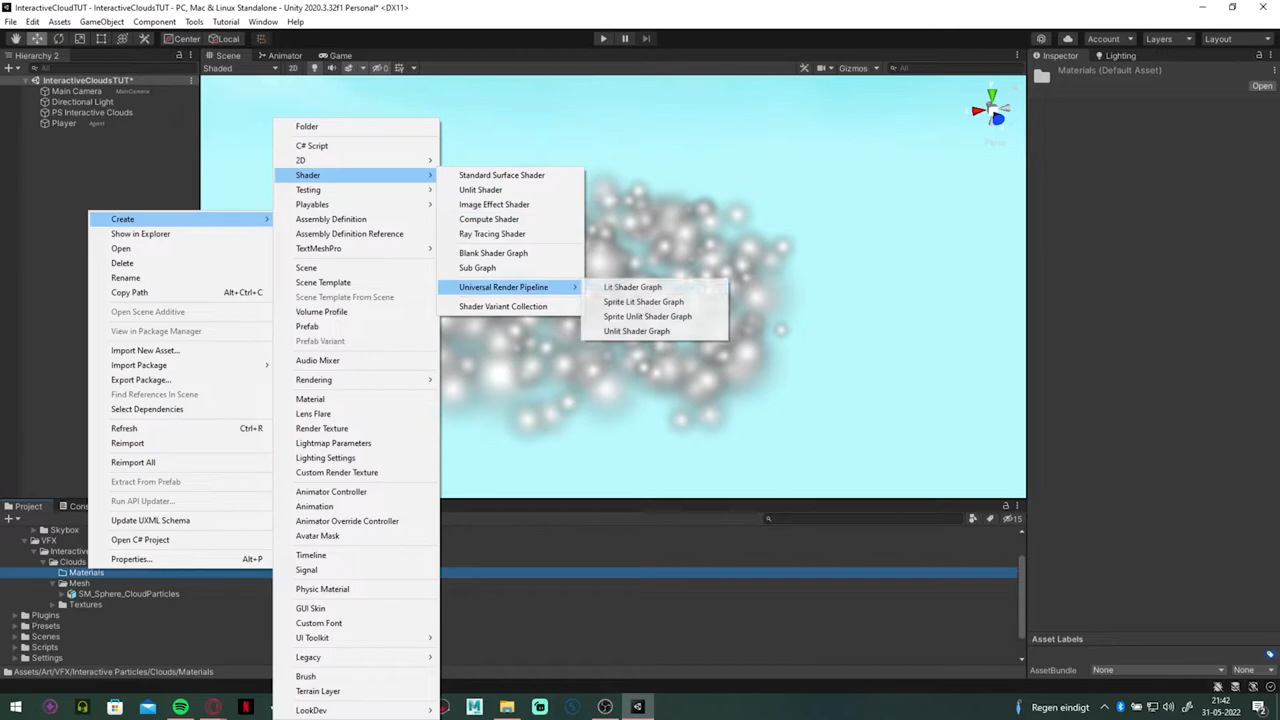 InteractiveCloudTUT - InteractiveCloudsTUT - PC, Mac & Linux Standalone - Unity 2020.3.32f1 Personal* <DX11>
File Edit Assets GameObject Component Tools Tutorial Window Help
Center Local Account Layers Layout
Hierarchy 2 Scene Animator Game Inspector Lighting
All Shaded 2D 0 Gizmos All Materials (Default Asset)
Open
InteractiveCloudsTUT*
Main Camera MainCamera
Directional Light
PS Interactive Clouds
Player Agent
Persp
Create
Show in Explorer
Open
Delete
Rename
Copy Path Alt+Ctrl+C
Open Scene Additive
View in Package Manager
Import New Asset...
Import Package
Export Package...
Find References In Scene
Select Dependencies
Refresh Ctrl+R
Reimport
Reimport All
Extract From Prefab
Run API Updater...
Update UXML Schema
Open C# Project
Properties... Alt+P
Folder
C# Script
2D
Shader
Testing
Playables
Assembly Definition
Assembly Definition Reference
TextMeshPro
Scene
Scene Template
Scene Template From Scene
Volume Profile
Prefab
Prefab Variant
Audio Mixer
Rendering
Material
Lens Flare
Render Texture
Lightmap Parameters
Lighting Settings
Custom Render Texture
Animator Controller
Animation
Animator Override Controller
Avatar Mask
Timeline
Signal
Physic Material
GUI Skin
Custom Font
UI Toolkit
Legacy
Brush
Terrain Layer
LookDev
Standard Surface Shader
Unlit Shader
Image Effect Shader
Compute Shader
Ray Tracing Shader
Blank Shader Graph
Sub Graph
Universal Render Pipeline
Shader Variant Collection
Lit Shader Graph
Sprite Lit Shader Graph
Sprite Unlit Shader Graph
Unlit Shader Graph
Project
15
Skybox
VFX
Clouds
Materials
Mesh
SM_Sphere_CloudParticles
Textures
Plugins
Presets
Scenes
Scripts
Settings
Assets/Art/VFX/Interactive Particles/Clouds/Materials
Asset Labels
AssetBundle None None
Regen eindigt
21:42
31-05-2022